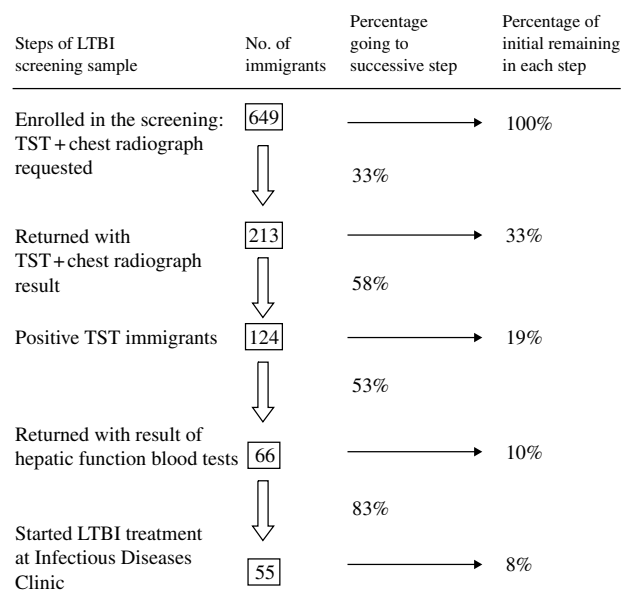 Steps of LTBI
screening sample
No. of
immigrants
Percentage
going to
successive step
Percentage of
initial remaining
in each step
Enrolled in the screening:
TST + chest radiograph
requested
649
100%
33%
Returned with
TST + chest radiograph
result
213
33%
58%
Positive TST immigrants
124
19%
53%
Returned with result of
hepatic function blood tests
66
10%
83%
Started LTBI treatment
at Infectious Diseases
Clinic
55
8%